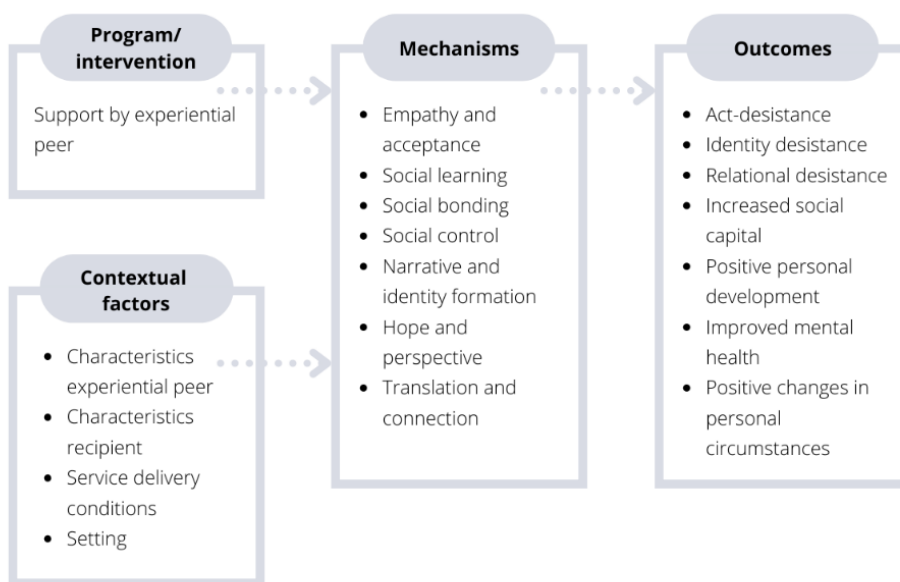 Program/
intervention
Support by experiential
peer
Contextual
factors
• Characteristics
experiential peer
• Characteristics
recipient
• Service delivery
conditions
• Setting
Mechanisms
• Empathy and
acceptance
• Social learning
• Social bonding
• Social control
• Narrative and
identity formation
• Hope and
perspective
• Translation and
connection
Outcomes
• Act-desistance
• Identity desistance
• Relational desistance
• Increased social
capital
• Positive personal
development
• Improved mental
health
• Positive changes in
personal
circumstances